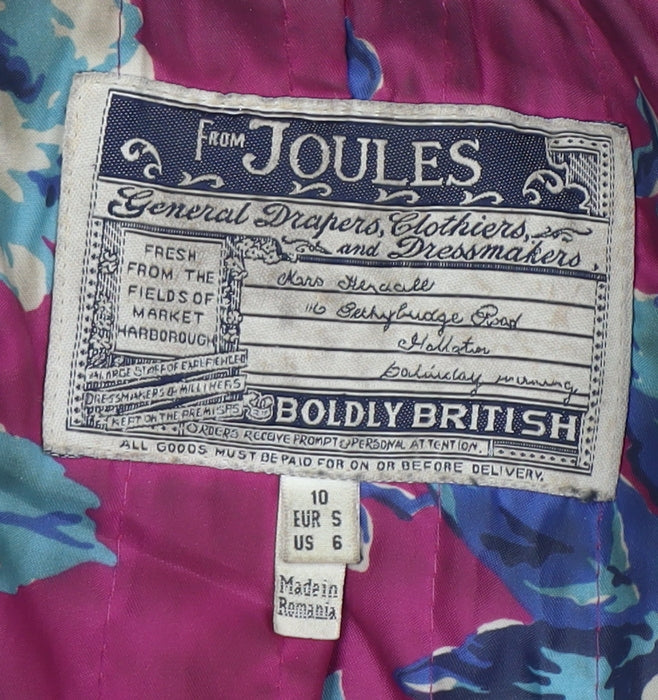 FROM JOULES
General Drapers, Clothiers,
and Dressmakers,
FRESH
FROM THE
FIELDS OF
MARKET
HARBOROUGH
116 Road
Saturday morning
A LARGE STAFF OF EXPERIENCED
DRESSMAKERS & MILLINERS
KEPT ON THE PREMISES
BOLDLY BRITISH
ORDERS RECEIVE PROMPT & PERSONAL ATTENTION.
ALL GOODS MUST BE PAID FOR ON OR BEFORE DELIVERY.
10
EUR S
US 6
Made in
Romania